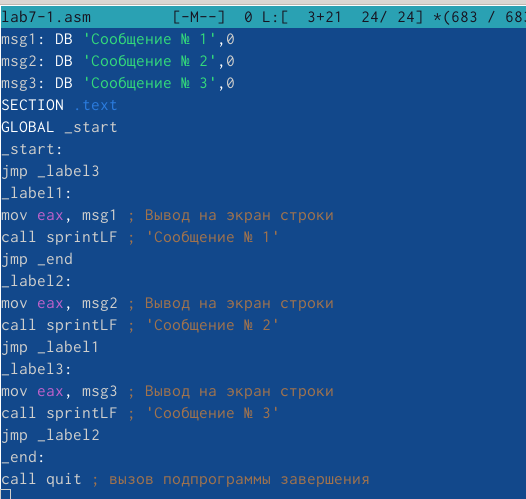 lab7-1.asm [-M--] 0 L:[ 3+21 24/ 24] *(683 / 683
msg1: DB 'Сообщение № 1',0
msg2: DB 'Сообщение № 2',0
msg3: DB 'Сообщение № 3',0
SECTION .text
GLOBAL _start
_start:
jmp _label3
_label1:
mov eax, msg1 ; Вывод на экран строки
call sprintLF ; 'Сообщение № 1'
jmp _end
_label2:
mov eax, msg2 ; Вывод на экран строки
call sprintLF ; 'Сообщение № 2'
jmp _label1
_label3:
mov eax, msg3 ; Вывод на экран строки
call sprintLF ; 'Сообщение № 3'
jmp _label2
_end:
call quit ; вызов подпрограммы завершения